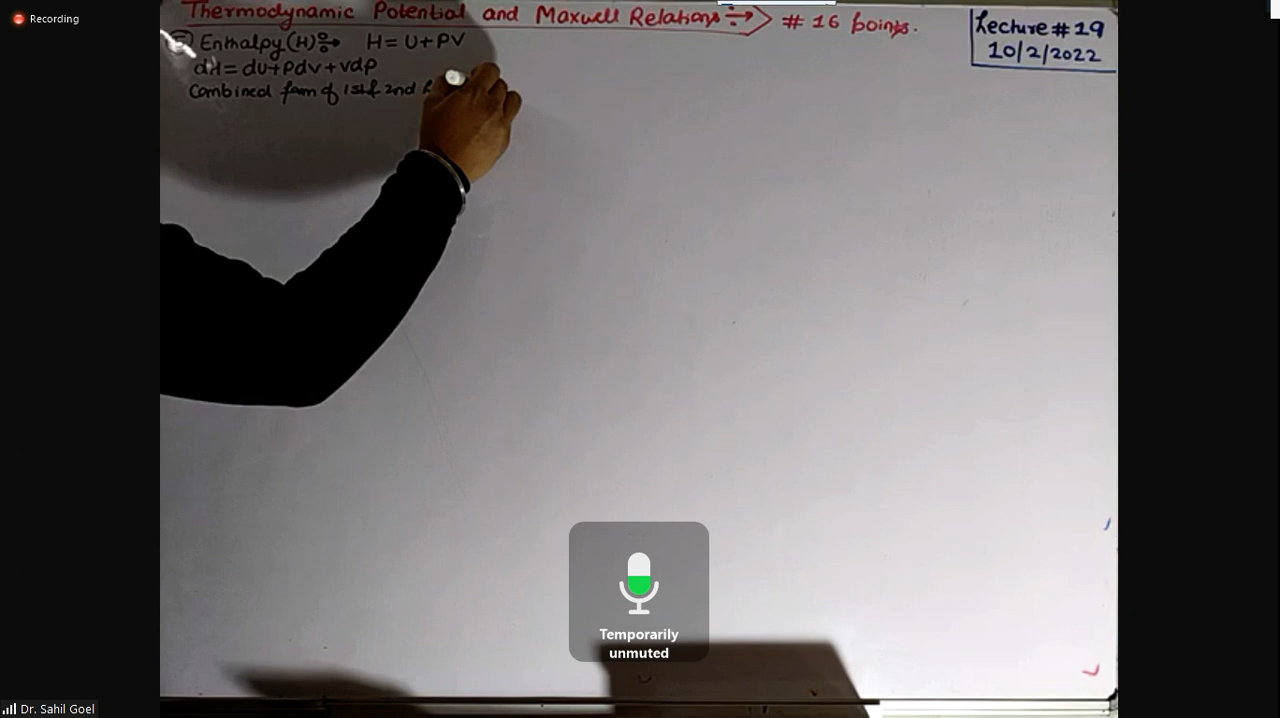 Recording
Thermodynamic Potential and Maxwell Relations ÷→ # 16 points.
Lecture # 19
10/2/2022
Enthalpy (H) H = U + PV
dH = dU + Pdv + vdp
Combined form of 1st & 2nd
Temporarily
unmuted
Dr. Sahil Goel